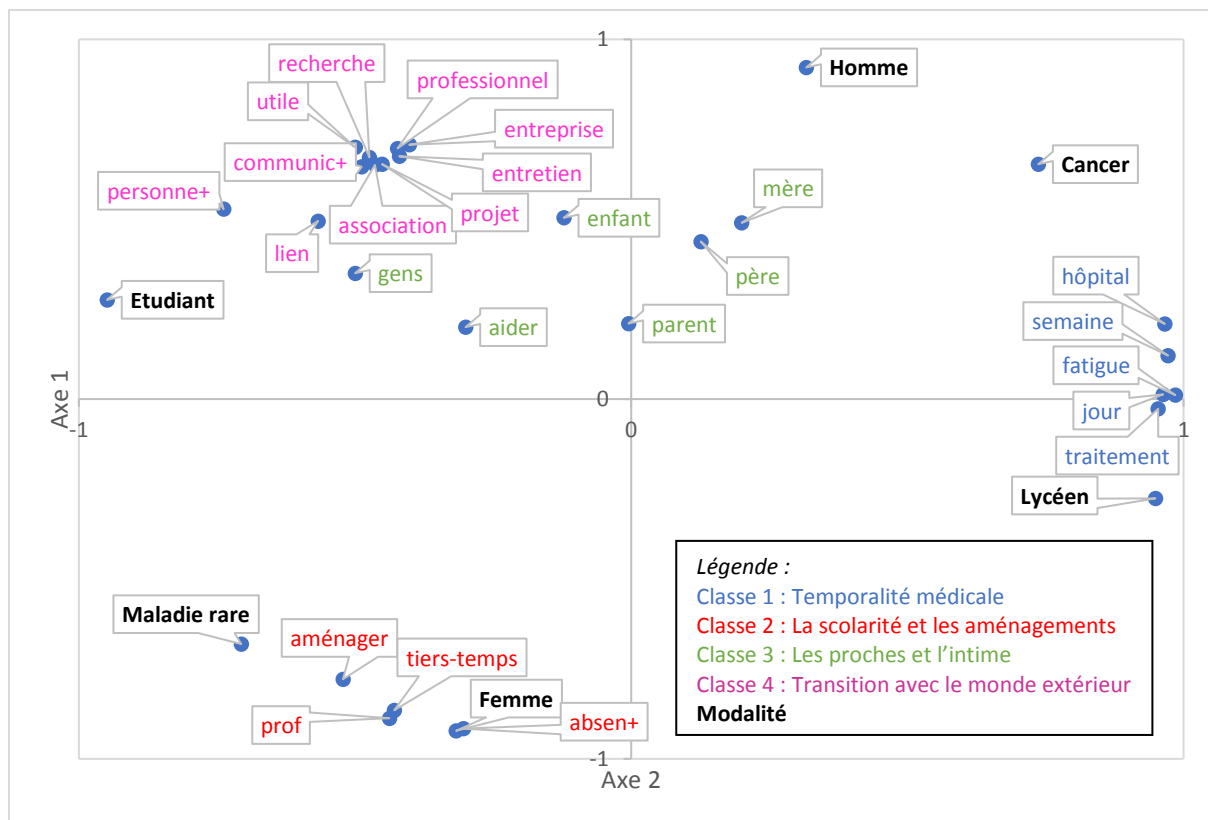 1
recherche
Homme
professionnel
utile
entreprise
communic+
Cancer
entretien
personne+
mère
projet
association
enfant
lien
père
gens
hôpital
Etudiant
semaine
aider
parent
fatigue
Axe 1
0
jour
-1
0
1
traitement
Lycéen
Légende :
Classe 1 : Temporalité médicale
Classe 2 : La scolarité et les aménagements
Classe 3 : Les proches et l’intime
Classe 4 : Transition avec le monde extérieur
Modalité
Maladie rare
aménager
tiers-temps
Femme
prof
absen+
-1
Axe 2